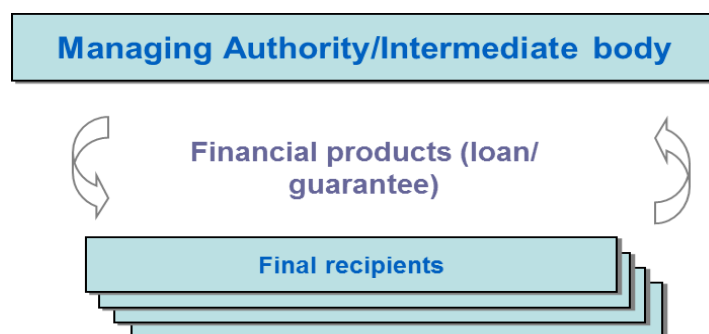 Managing Authority/Intermediate body
Financial products (loan/
guarantee)
Final recipients